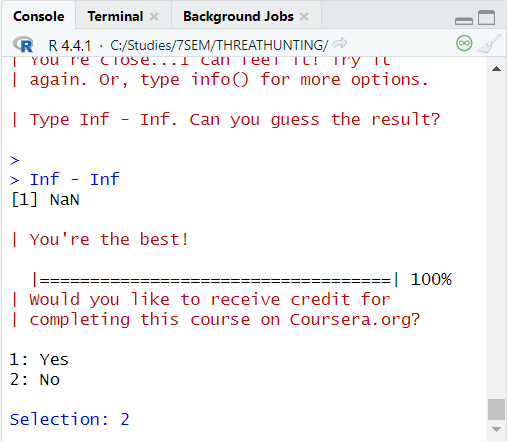 Console Terminal Background Jobs
R R 4.4.1 · C:/Studies/7SEM/THREATHUNTING/
| You're close...I can feel it! Try it
| again. Or, type info() for more options.
| Type Inf - Inf. Can you guess the result?
>
> Inf - Inf
[1] NaN
| You're the best!
|===================================| 100%
| Would you like to receive credit for
| completing this course on Coursera.org?
1: Yes
2: No
Selection: 2